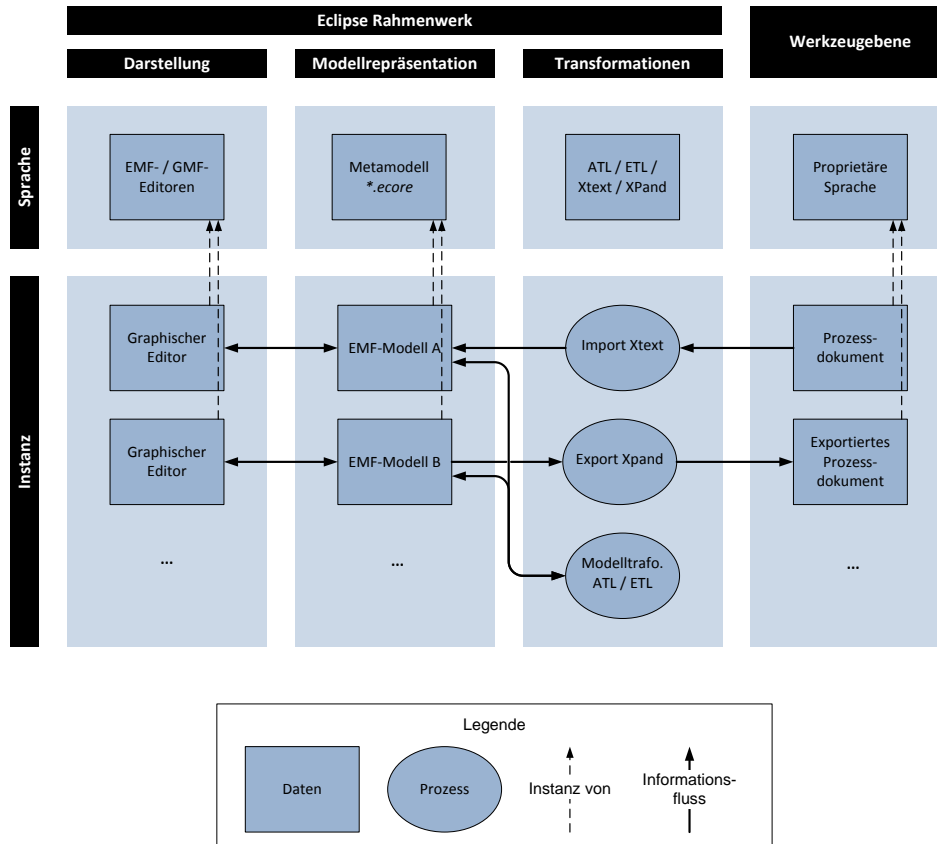 Eclipse Rahmenwerk
Werkzeugebene
Darstellung
Modellrepräsentation
Transformationen
Sprache
EMF- / GMF-
Editoren
Metamodell
*.ecore
ATL / ETL /
Xtext / XPand
Proprietäre
Sprache
Instanz
Graphischer
Editor
EMF-Modell A
Import Xtext
Prozess-
dokument
Graphischer
Editor
EMF-Modell B
Export Xpand
Exportiertes
Prozess-
dokument
...
...
Modelltrafo.
ATL / ETL
...
Legende
Daten
Prozess
Instanz von
Informations-
fluss